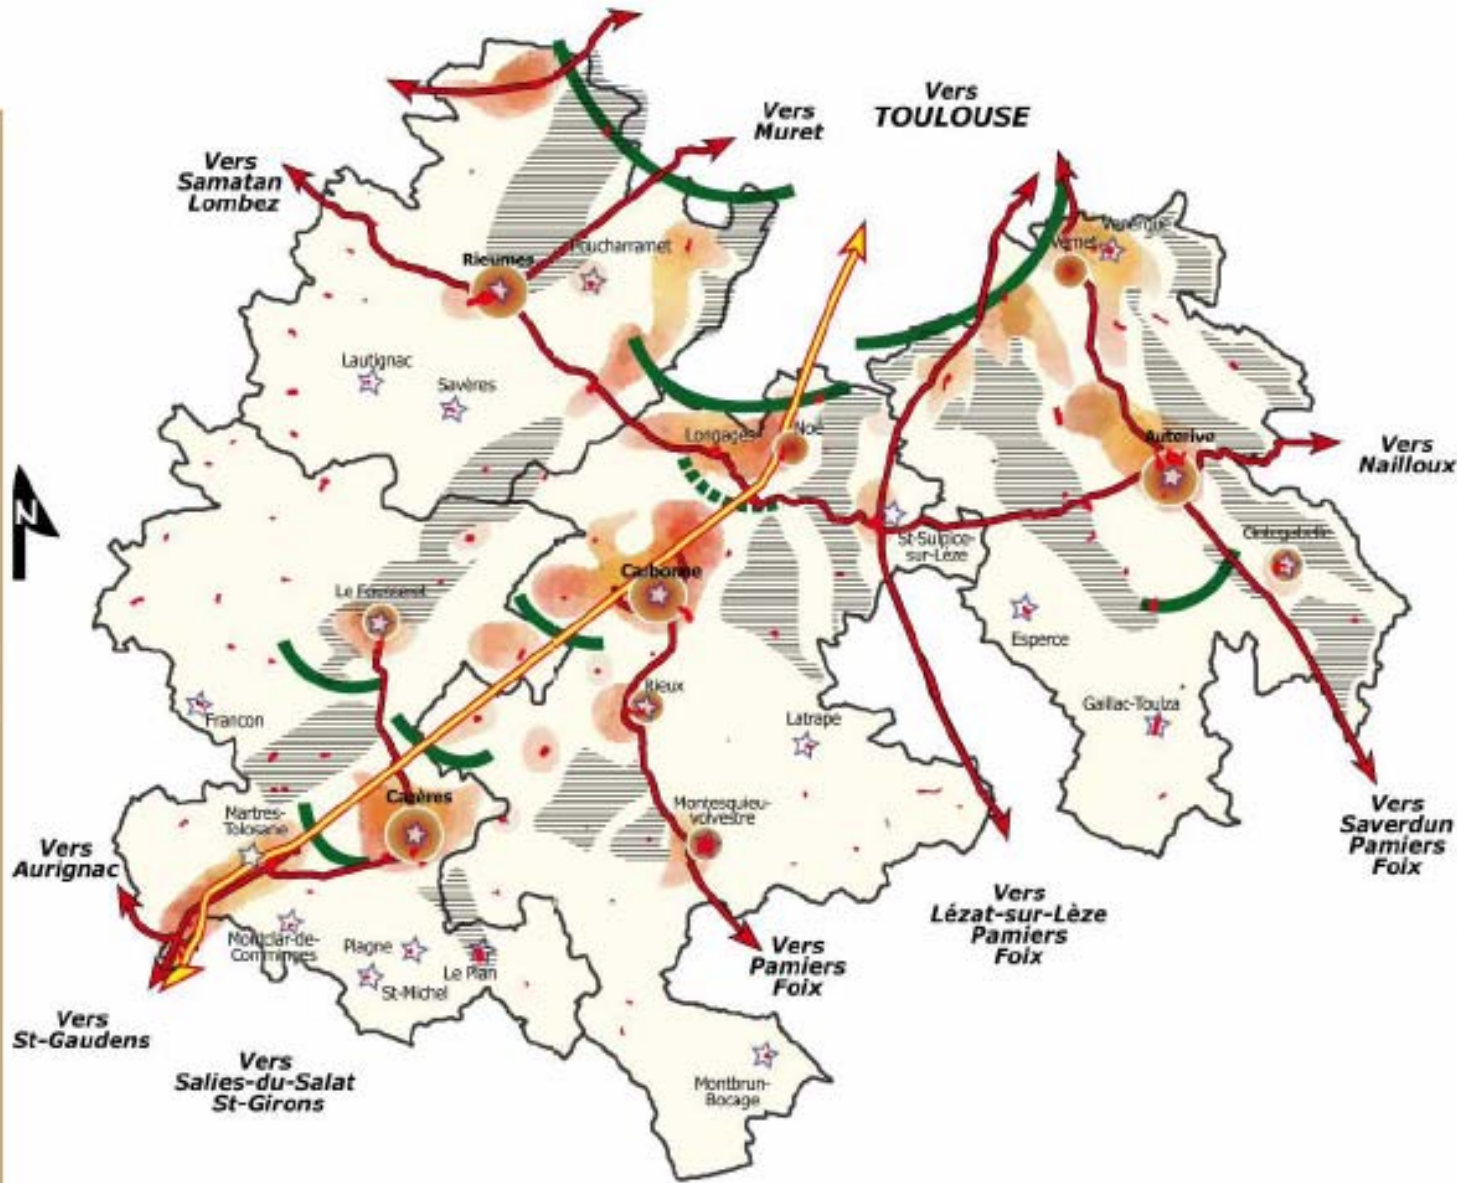 Vers
TOULOUSE
Vers
Muret
Vers
Samatan
Lombez
Venerque
Vernet
Poucharramet
Rieumes
Lautignac
Savères
Longages
Noé
Auterive
Vers
Nailloux
N
St-Sulpice-
sur-Lèze
Cintegabelle
Carbonne
Le Fousseret
Esperce
Rieux
Francon
Latrape
Gaillac-Toulza
Cazères
Martres-
Tolosane
Montesquieu-
volvestre
Vers
Saverdun
Pamiers
Foix
Vers
Aurignac
Vers
Lézat-sur-Lèze
Pamiers
Foix
Montclar-de-
Comminges
Plagne
Le Plan
St-Michel
Vers
Pamiers
Foix
Vers
St-Gaudens
Vers
Salies-du-Salat
St-Girons
Montbrun-
Bocage